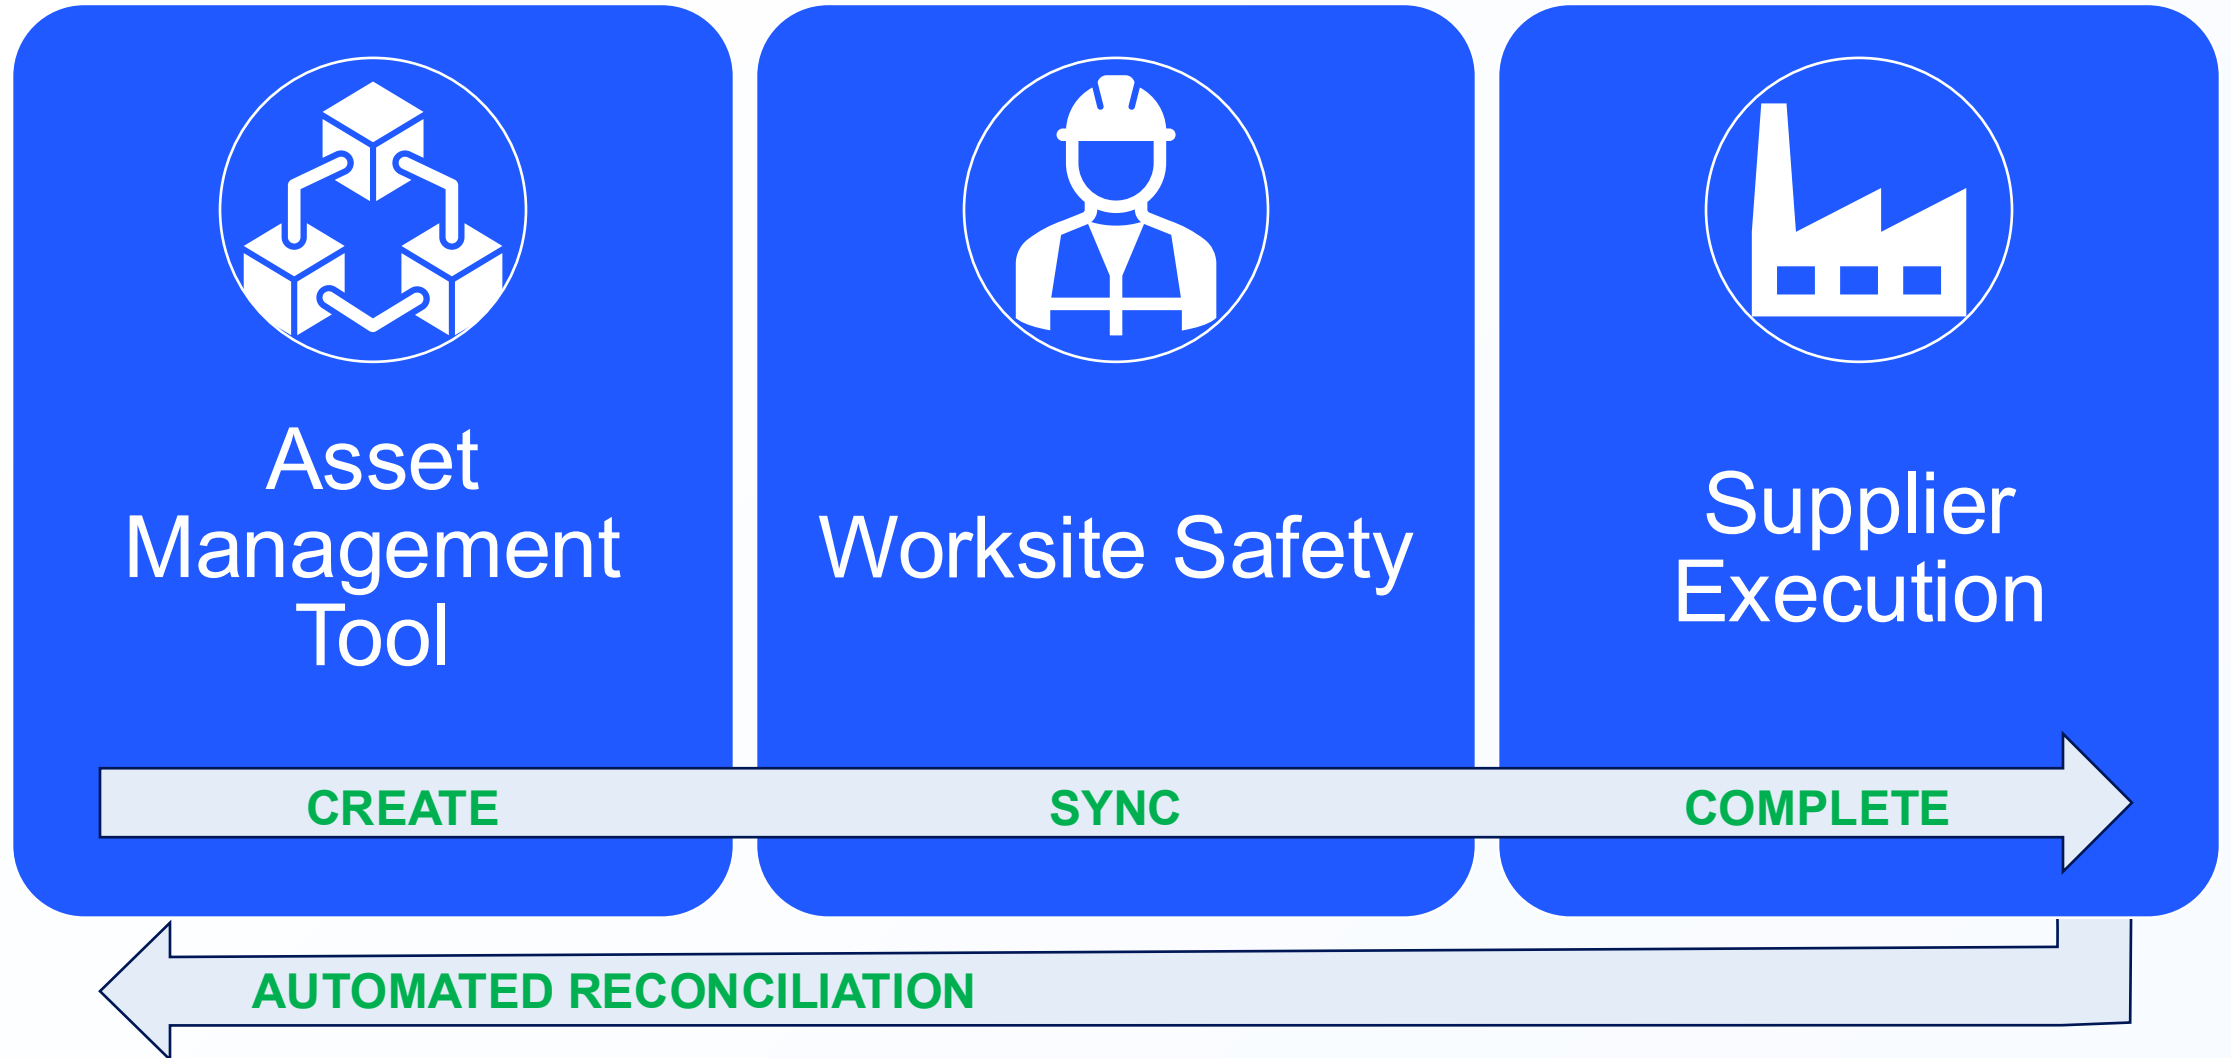 Asset
Management
Tool
Worksite Safety
Supplier
Execution
CREATE
SYNC
COMPLETE
AUTOMATED RECONCILIATION